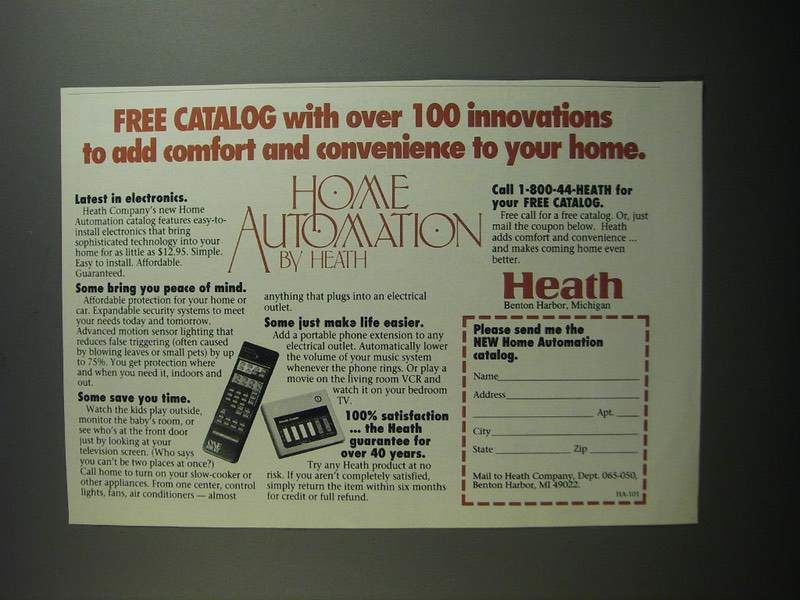 FREE CATALOG with over 100 innovations
to add comfort and convenience to your home.
HOME
AUTOMATION
BY HEATH
Latest in electronics.
Heath Company's new Home
Automation catalog features easy-to-
install electronics that bring
sophisticated technology into your
home for as little as $12.95. Simple.
Easy to install. Affordable.
Guaranteed.
Some bring you peace of mind.
Affordable protection for your home or
car. Expandable security systems to meet
your needs today and tomorrow.
Advanced motion sensor lighting that
reduces false triggering (often caused
by blowing leaves or small pets) by up
to 75%. You get protection where
and when you need it, indoors and
out.
Some save you time.
Watch the kids play outside,
monitor the baby's room, or
see who's at the front door
just by looking at your
television screen. (Who says
you can't be two places at once?)
Call home to turn on your slow-cooker or
other appliances. From one center, control
lights, fans, air conditioners — almost
anything that plugs into an electrical
outlet.
Some just make life easier.
Add a portable phone extension to any
electrical outlet. Automatically lower
the volume of your music system
whenever the phone rings. Or play a
movie on the living room VCR and
watch it on your bedroom
TV.
100% satisfaction
... the Heath
guarantee for
over 40 years.
Try any Heath product at no
risk. If you aren't completely satisfied,
simply return the item within six months
for credit or full refund.
Call 1-800-44-HEATH for
your FREE CATALOG.
Free call for a free catalog. Or, just
mail the coupon below. Heath
adds comfort and convenience ...
and makes coming home even
better.
Heath
Benton Harbor, Michigan
Please send me the
NEW Home Automation
catalog.
Name
Address
Apt.
City
State Zip
Mail to Heath Company, Dept. 065-050,
Benton Harbor, MI 49022.
HA-101